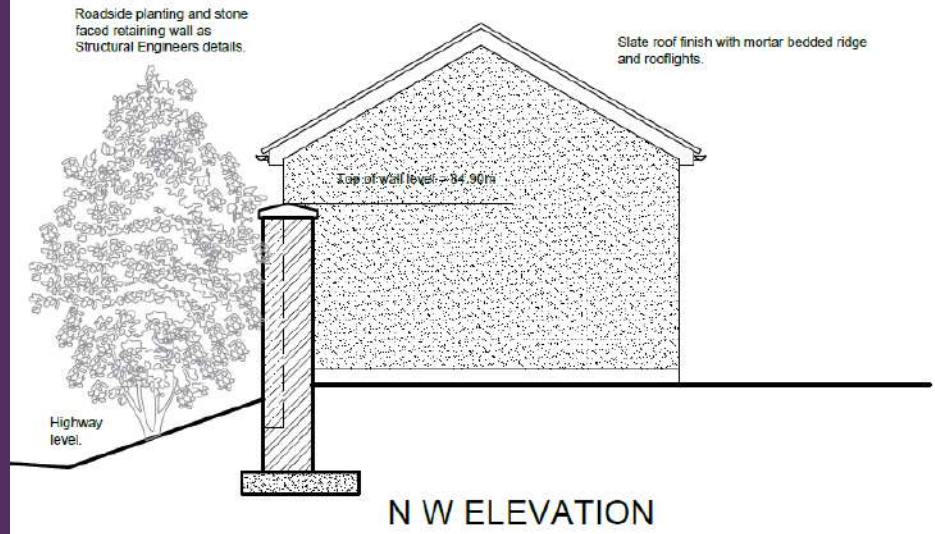 Roadside planting and stone
faced retaining wall as
Structural Engineers details.
Slate roof finish with mortar bedded ridge
and rooflights.
Top of wall level = 84.90m
Highway
level.
N W ELEVATION